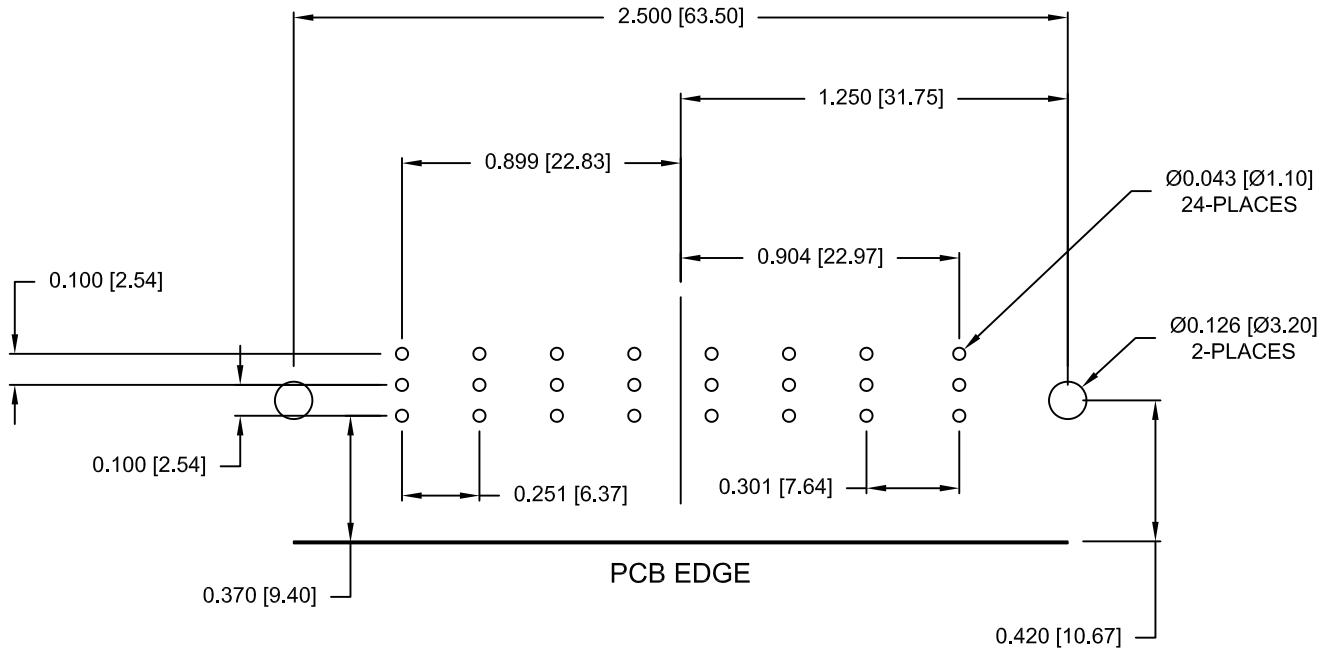 2.500 [63.50]
1.250 [31.75]
0.899 [22.83]
Ø0.043 [Ø1.10]
24-PLACES
0.904 [22.97]
0.100 [2.54]
Ø0.126 [Ø3.20]
2-PLACES
0.100 [2.54]
0.251 [6.37]
0.301 [7.64]
PCB EDGE
0.370 [9.40]
0.420 [10.67]